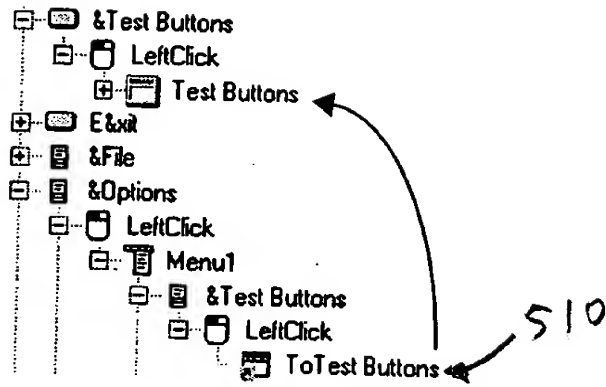 &Test Buttons
LeftClick
Test Buttons
E&xit
&File
&Options
LeftClick
Menu1
&Test Buttons
LeftClick
ToTest Buttons
510